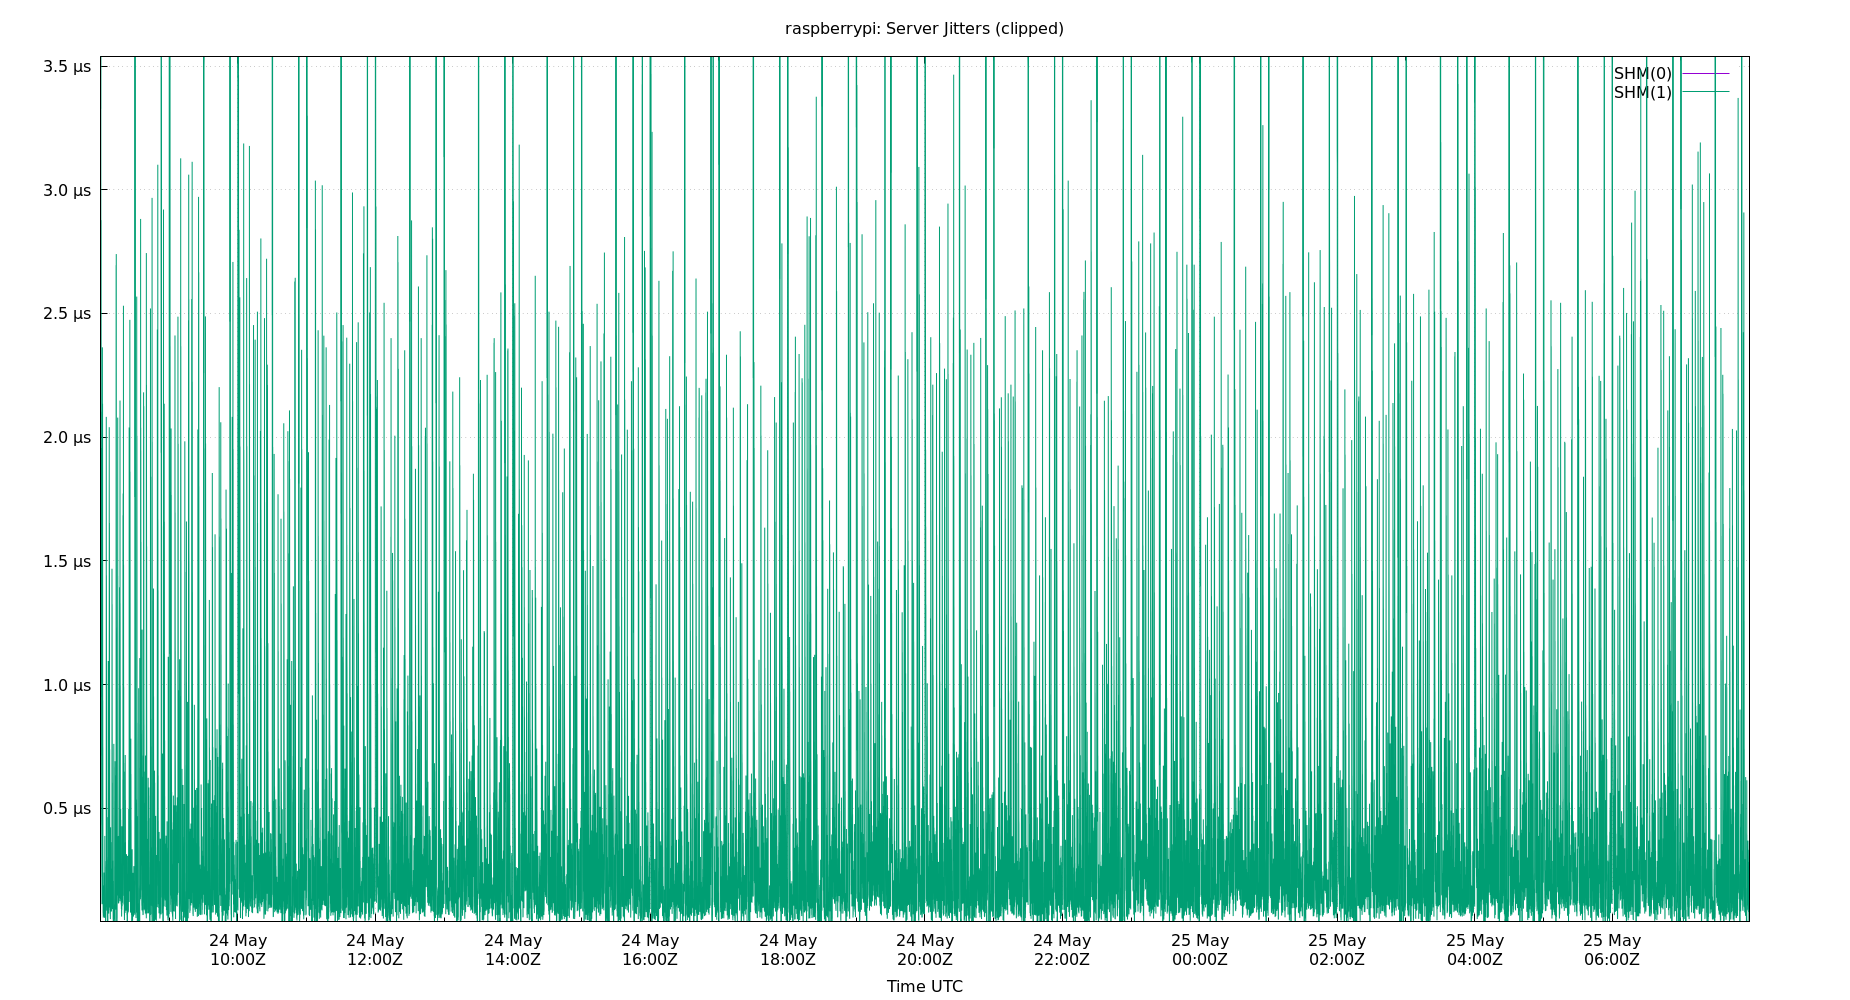 raspberrypi: Server Jitters (clipped)
3.5 µs
SHM(0)
SHM(1)
3.0 µs
2.5 µs
2.0 µs
1.5 µs
1.0 µs
0.5 µs
24 May 24 May 24 May 24 May 24 May 24 May 24 May 25 May 25 May 25 May 25 May
10:00Z 12:00Z 14:00Z 16:00Z 18:00Z 20:00Z 22:00Z 00:00Z 02:00Z 04:00Z 06:00Z
Time UTC